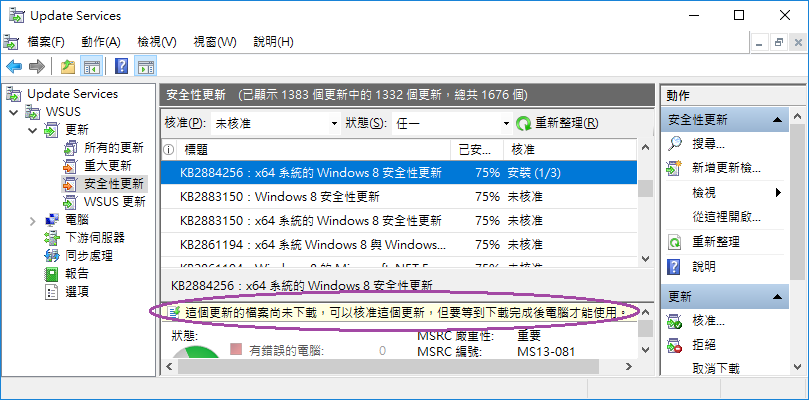 Update Services
檔案(F) 動作(A) 檢視(V) 視窗(W) 說明(H)
Update Services
WSUS
更新
所有的更新
重大更新
安全性更新
WSUS 更新
電腦
下游伺服器
同步處理
報告
選項
安全性更新 (已顯示 1383 個更新中的 1332 個更新，總共 1676 個)
核准(P): 未核准 狀態(S): 任一 重新整理(R)
標題 已安... 核准
KB2884256：x64 系統的 Windows 8 安全性更新 75% 安裝 (1/3)
KB2883150：Windows 8 安全性更新 75% 未核准
KB2883150：x64 系統的 Windows 8 安全性更新 75% 未核准
KB2861194：x64 系統 Windows 8 與 Windows... 75% 未核准
KB2861194：Windows 8 的 Microsoft .NET F... 75% 未核准
KB2884256：x64 系統的 Windows 8 安全性更新
這個更新的檔案尚未下載，可以核准這個更新，但要等到下載完成後電腦才能使用。
狀態: MSRC 嚴重性: 重要
有錯誤的電腦: 0 MSRC 編號: MS13-081
動作
安全性更新
搜尋...
新增更新檢...
檢視
從這裡開啟...
重新整理
說明
更新
核准...
拒絕
取消下載